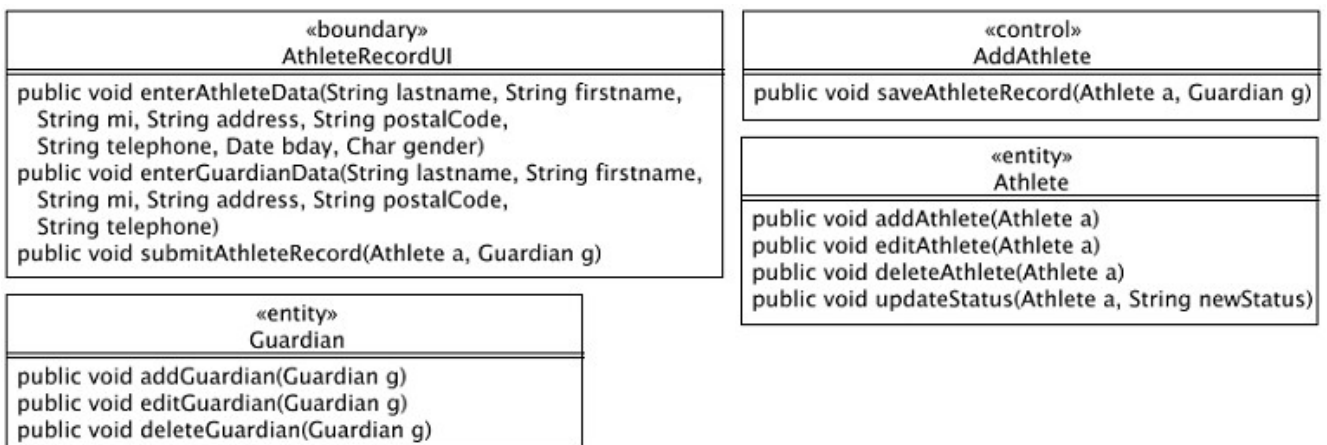 «boundary»
AthleteRecordUI
public void enterAthleteData(String lastname, String firstname,
String mi, String address, String postalCode,
String telephone, Date bday, Char gender)
public void enterGuardianData(String lastname, String firstname,
String mi, String address, String postalCode,
String telephone)
public void submitAthleteRecord(Athlete a, Guardian g)
«control»
AddAthlete
public void saveAthleteRecord(Athlete a, Guardian g)
«entity»
Athlete
public void addAthlete(Athlete a)
public void editAthlete(Athlete a)
public void deleteAthlete(Athlete a)
public void updateStatus(Athlete a, String newStatus)
«entity»
Guardian
public void addGuardian(Guardian g)
public void editGuardian(Guardian g)
public void deleteGuardian(Guardian g)